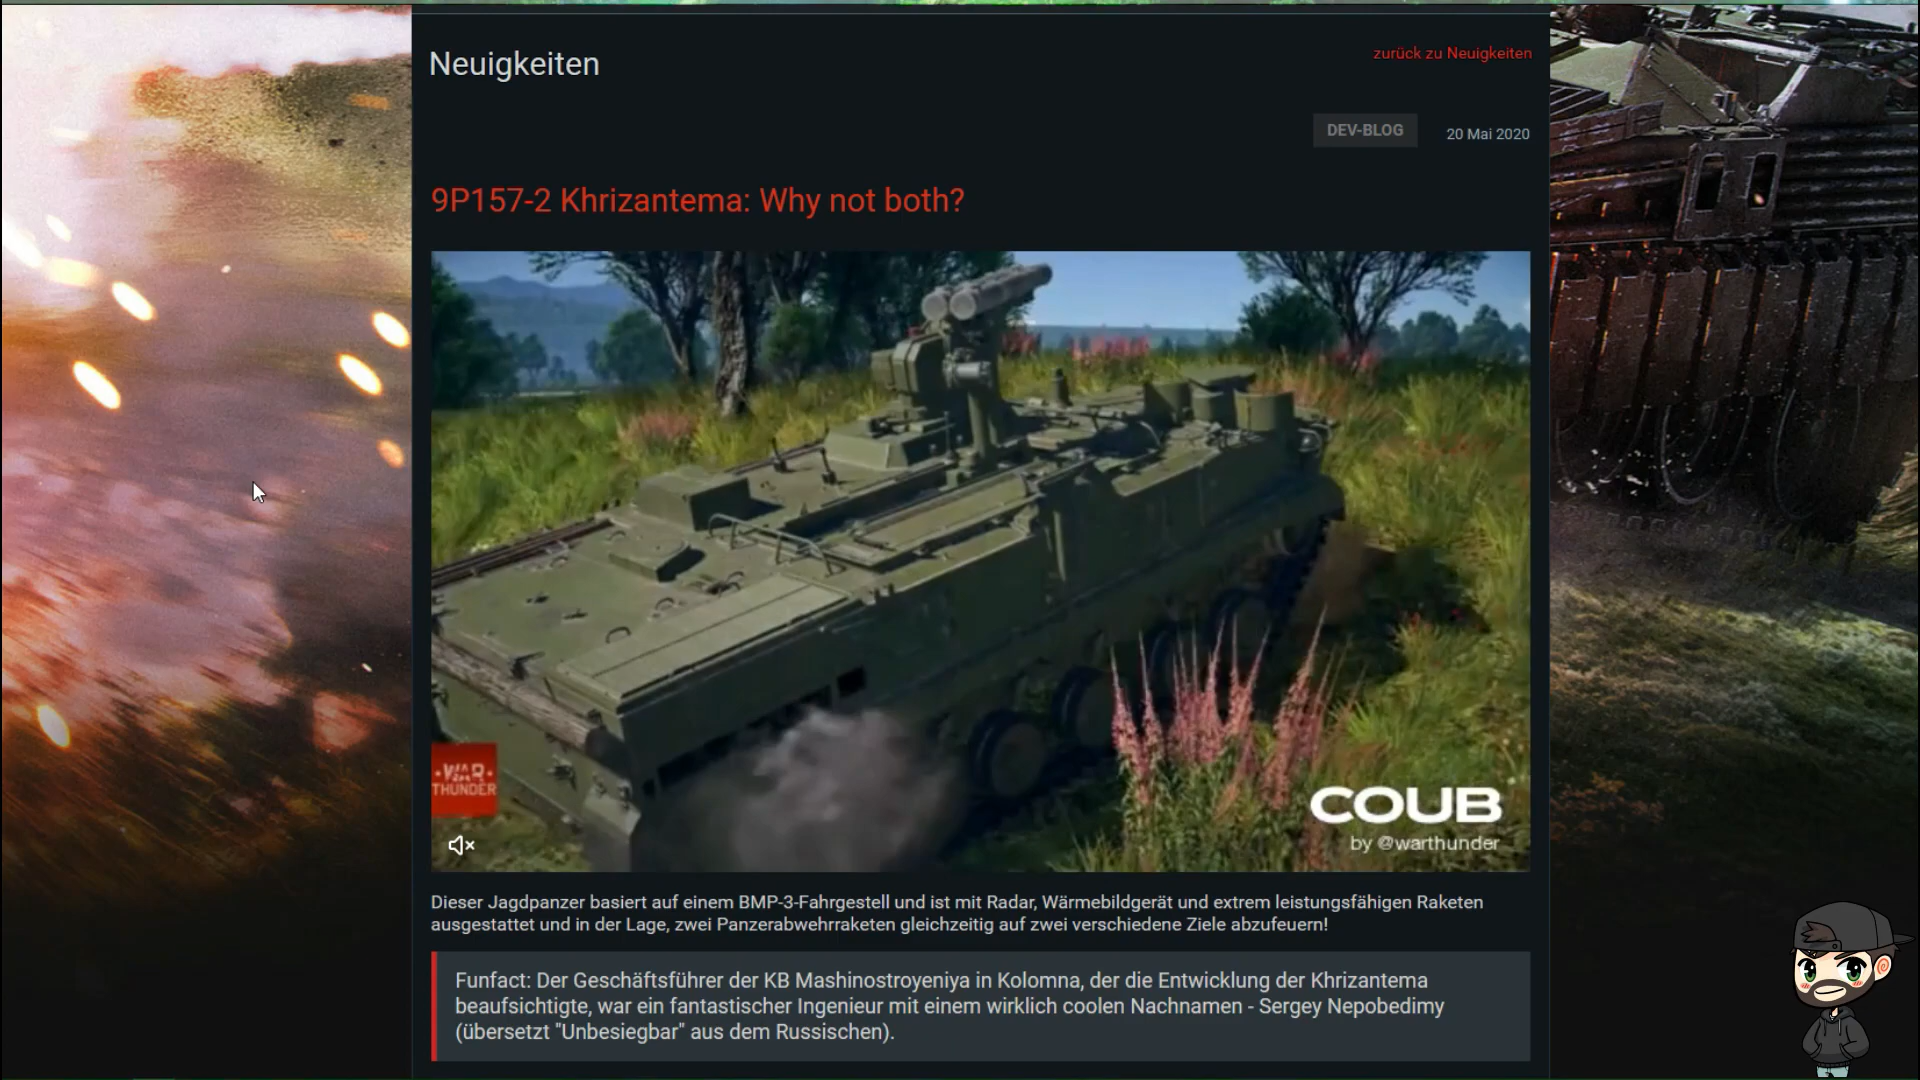 Neuigkeiten
zurück zu Neuigkeiten
DEV-BLOG
20 Mai 2020
9P157-2 Khrizantema: Why not both?
WAR
THUNDER
COUB
by @warthunder
Dieser Jagdpanzer basiert auf einem BMP-3-Fahrgestell und ist mit Radar, Wärmebildgerät und extrem leistungsfähigen Raketen
ausgestattet und in der Lage, zwei Panzerabwehrraketen gleichzeitig auf zwei verschiedene Ziele abzufeuern!
Funfact: Der Geschäftsführer der KB Mashinostroyeniya in Kolomna, der die Entwicklung der Khrizantema
beaufsichtigte, war ein fantastischer Ingenieur mit einem wirklich coolen Nachnamen - Sergey Nepobedimy
(übersetzt "Unbesiegbar" aus dem Russischen).